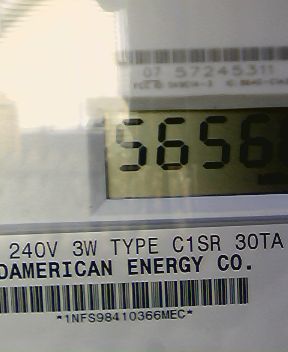 07 57245311
5656
240V 3W TYPE C1SR 30TA
DAMERICAN ENERGY CO.
*1NFS98410366MEC*